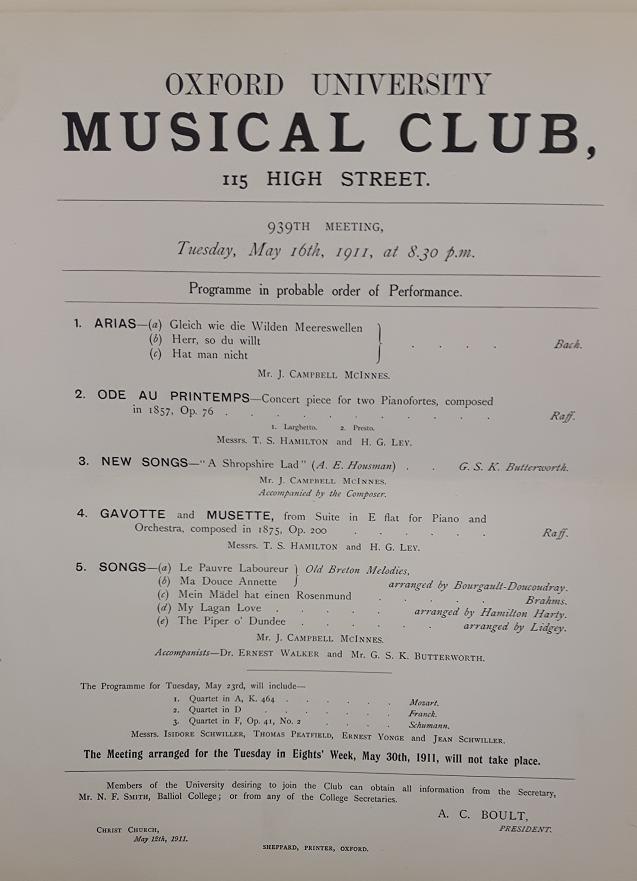 OXFORD UNIVERSITY
MUSICAL CLUB,
115 HIGH STREET.
939TH MEETING,
Tuesday, May 16th, 1911, at 8.30 p.m.
Programme in probable order of Performance.
1. ARIAS—(a) Gleich wie die Wilden Meereswellen
(b) Herr, so du willt
(c) Hat man nicht . . . . Bach.
Mr. J. CAMPBELL MCINNES.
2. ODE AU PRINTEMPS—Concert piece for two Pianofortes, composed
in 1857, Op. 76 . . . . . . . . . . Raff.
1. Larghetto. 2. Presto.
Messrs. T. S. HAMILTON and H. G. LEY.
3. NEW SONGS—"A Shropshire Lad" (A. E. Housman) . . G. S. K. Butterworth.
Mr. J. CAMPBELL MCINNES.
Accompanied by the Composer.
4. GAVOTTE and MUSETTE, from Suite in E flat for Piano and
Orchestra, composed in 1875, Op. 200 . . . . . . Raff.
Messrs. T. S. HAMILTON and H. G. LEY.
5. SONGS—(a) Le Pauvre Laboureur } Old Breton Melodies,
(b) Ma Douce Annette } arranged by Bourgault-Doucoudray.
(c) Mein Mädel hat einen Rosenmund . . . . . Brahms.
(d) My Lagan Love . . . . . arranged by Hamilton Harty.
(e) The Piper o' Dundee . . . . . . arranged by Lidgey.
Mr. J. CAMPBELL MCINNES.
Accompanists—Dr. ERNEST WALKER and Mr. G. S. K. BUTTERWORTH.
The Programme for Tuesday, May 23rd, will include—
1. Quartet in A, K. 464 . . . . . . Mozart.
2. Quartet in D . . . . . . . Franck.
3. Quartet in F, Op. 41, No. 2 . . . . Schumann.
Messrs. ISIDORE SCHWILLER, THOMAS PEATFIELD, ERNEST YONGE and JEAN SCHWILLER.
The Meeting arranged for the Tuesday in Eights' Week, May 30th, 1911, will not take place.
Members of the University desiring to join the Club can obtain all information from the Secretary,
Mr. N. F. SMITH, Balliol College; or from any of the College Secretaries.
A. C. BOULT,
PRESIDENT.
CHRIST CHURCH,
May 12th, 1911.
SHEPPARD, PRINTER, OXFORD.